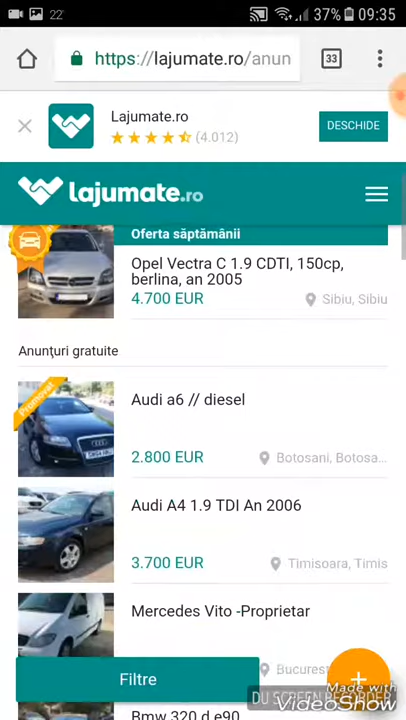 22°
37% 09:35
https://lajumate.ro/anun
33
Lajumate.ro
(4.012)
DESCHIDE
lajumate.ro
Oferta săptămânii
Opel Vectra C 1.9 CDTI, 150cp,
berlina, an 2005
4.700 EUR
Sibiu, Sibiu
Anunțuri gratuite
Promovat
Audi a6 // diesel
2.800 EUR
Botosani, Botosa...
Audi A4 1.9 TDI An 2006
3.700 EUR
Timisoara, Timis
Mercedes Vito -Proprietar
Bucurest
Filtre
+
DU SCREEN RECORDER
Made with
VideoShow
Bmw 320 d e90